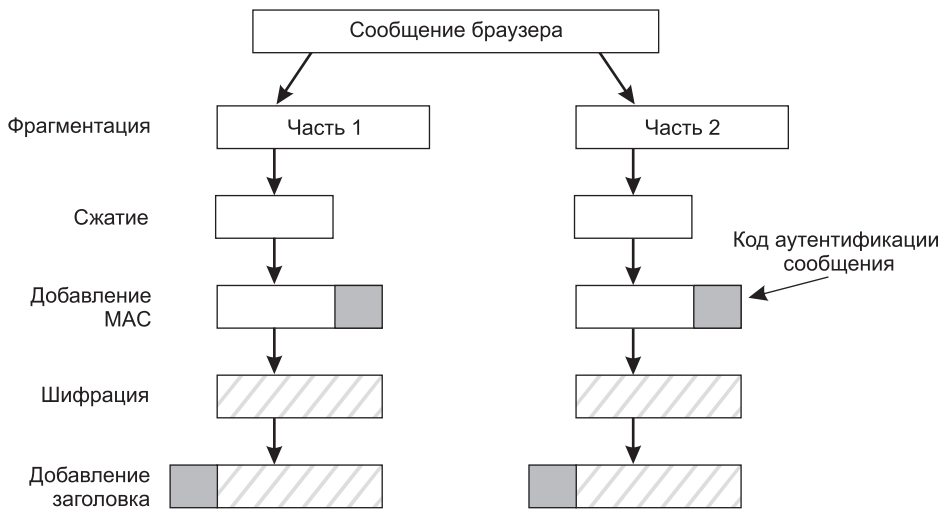 Сообщение браузера
Фрагментация
Часть 1
Часть 2
Сжатие
Код аутентификации
сообщения
Добавление
MAC
Шифрация
Добавление
заголовка